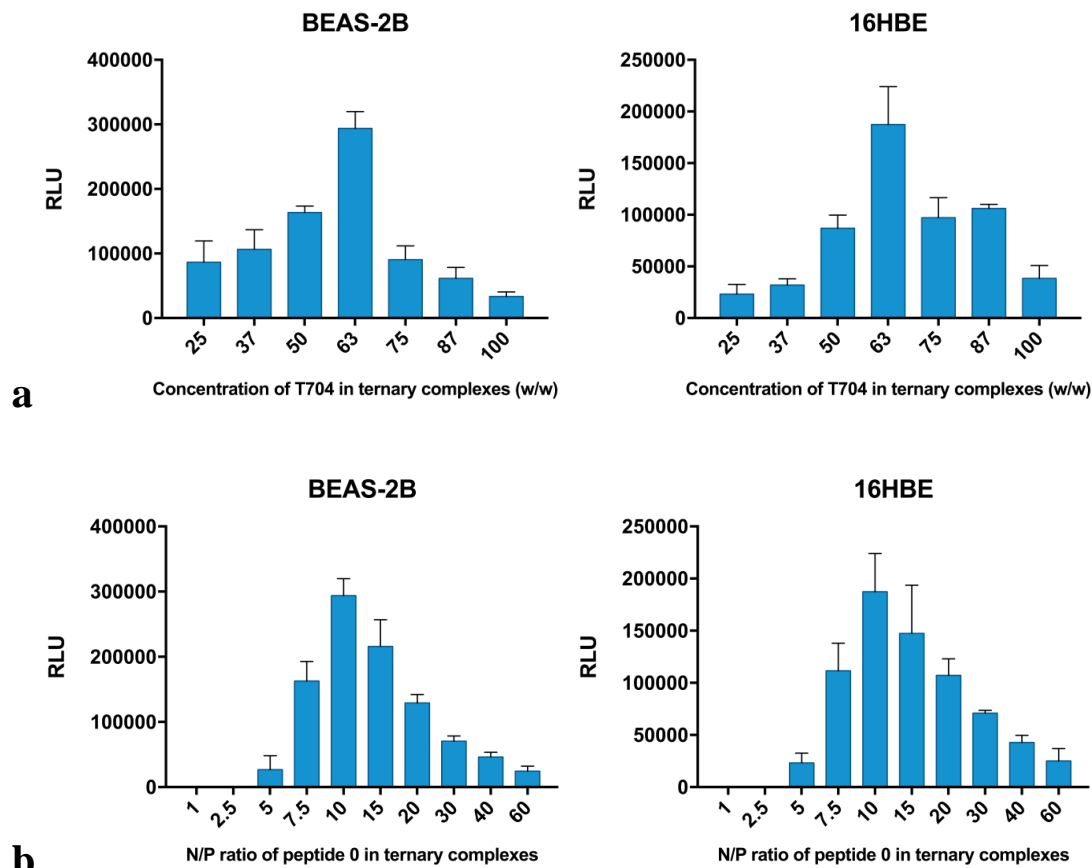 BEAS-2B
16HBE
400000
300000
200000
100000
0
RLU
25 37 50 63 75 87 100
Concentration of T704 in ternary complexes (w/w)
250000
200000
150000
100000
50000
0
RLU
25 37 50 63 75 87 100
Concentration of T704 in ternary complexes (w/w)
a
BEAS-2B
16HBE
400000
300000
200000
100000
0
RLU
1 2.5 5 7.5 10 15 20 30 40 60
N/P ratio of peptide 0 in ternary complexes
250000
200000
150000
100000
50000
0
RLU
1 2.5 5 7.5 10 15 20 30 40 60
N/P ratio of peptide 0 in ternary complexes
b